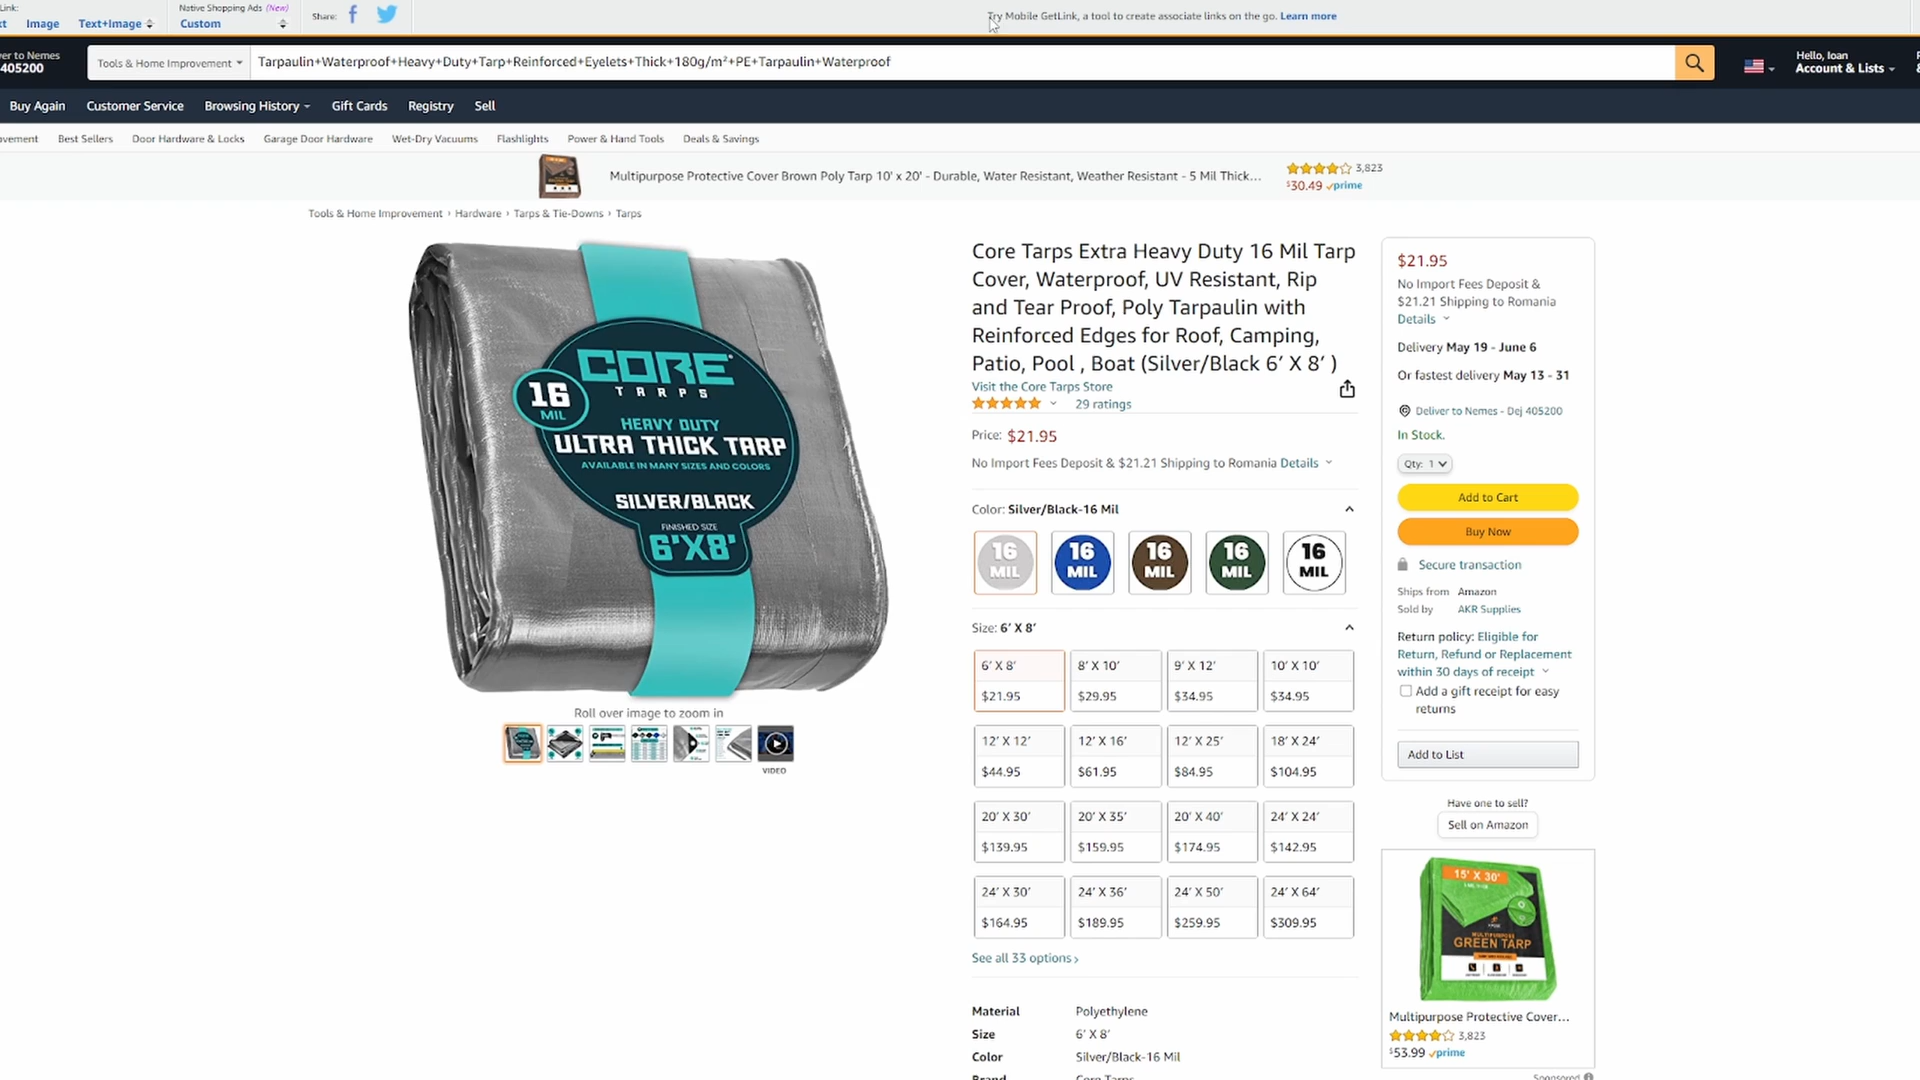 Link:
Image
Text+Image
Native Shopping Ads (New)
Custom
Share:
Try Mobile GetLink, a tool to create associate links on the go. Learn more
ver to Nemes
405200
Tools & Home Improvement
Tarpaulin+Waterproof+Heavy+Duty+Tarp+Reinforced+Eyelets+Thick+180g/m²+PE+Tarpaulin+Waterproof
Hello, Ioan
Account & Lists
Buy Again
Customer Service
Browsing History
Gift Cards
Registry
Sell
ovement
Best Sellers
Door Hardware & Locks
Garage Door Hardware
Wet-Dry Vacuums
Flashlights
Power & Hand Tools
Deals & Savings
Multipurpose Protective Cover Brown Poly Tarp 10' x 20' - Durable, Water Resistant, Weather Resistant - 5 Mil Thick...
3,823
$30.49 prime
Tools & Home Improvement › Hardware › Tarps & Tie-Downs › Tarps
CORE
TARPS
16
MIL
HEAVY DUTY
ULTRA THICK TARP
AVAILABLE IN MANY SIZES AND COLORS
SILVER/BLACK
FINISHED SIZE
6'X8'
Roll over image to zoom in
VIDEO
Core Tarps Extra Heavy Duty 16 Mil Tarp
Cover, Waterproof, UV Resistant, Rip
and Tear Proof, Poly Tarpaulin with
Reinforced Edges for Roof, Camping,
Patio, Pool , Boat (Silver/Black 6′ X 8′ )
Visit the Core Tarps Store
29 ratings
Price: $21.95
No Import Fees Deposit & $21.21 Shipping to Romania Details
Color: Silver/Black-16 Mil
16 MIL
16 MIL
16 MIL
16 MIL
16 MIL
Size: 6′ X 8′
6′ X 8′
$21.95
8′ X 10′
$29.95
9′ X 12′
$34.95
10′ X 10′
$34.95
12′ X 12′
$44.95
12′ X 16′
$61.95
12′ X 25′
$84.95
18′ X 24′
$104.95
20′ X 30′
$139.95
20′ X 35′
$159.95
20′ X 40′
$174.95
24′ X 24′
$142.95
24′ X 30′
$164.95
24′ X 36′
$189.95
24′ X 50′
$259.95
24′ X 64′
$309.95
See all 33 options ›
Material Polyethylene
Size 6′ X 8′
Color Silver/Black-16 Mil
Brand Core Tarps
$21.95
No Import Fees Deposit &
$21.21 Shipping to Romania
Details
Delivery May 19 - June 6
Or fastest delivery May 13 - 31
Deliver to Nemes - Dej 405200
In Stock.
Qty: 1
Add to Cart
Buy Now
Secure transaction
Ships from Amazon
Sold by AKR Supplies
Return policy: Eligible for
Return, Refund or Replacement
within 30 days of receipt
Add a gift receipt for easy
returns
Add to List
Have one to sell?
Sell on Amazon
15' X 30'
MULTIPURPOSE
GREEN TARP
Multipurpose Protective Cover...
3,823
$53.99 prime
Sponsored